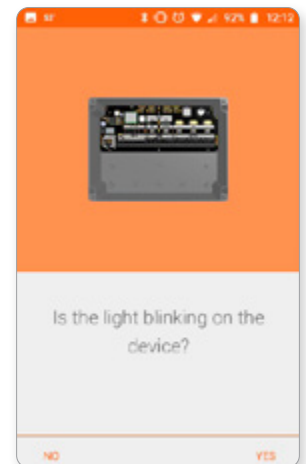 92% 12:12
Is the light blinking on the
device?
NO YES